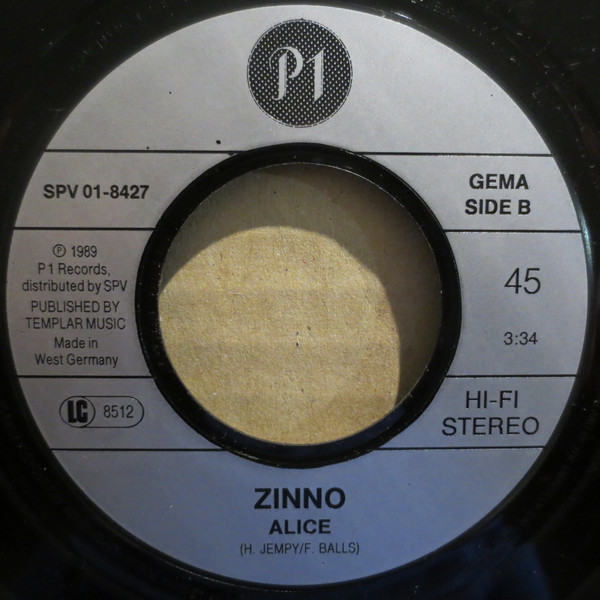 P1
SPV 01-8427
GEMA
SIDE B
℗ 1989
P1 Records,
distributed by SPV
PUBLISHED BY
TEMPLAR MUSIC
Made in
West Germany
45
3:34
LC 8512
HI-FI
STEREO
ZINNO
ALICE
(H. JEMPY/F. BALLS)